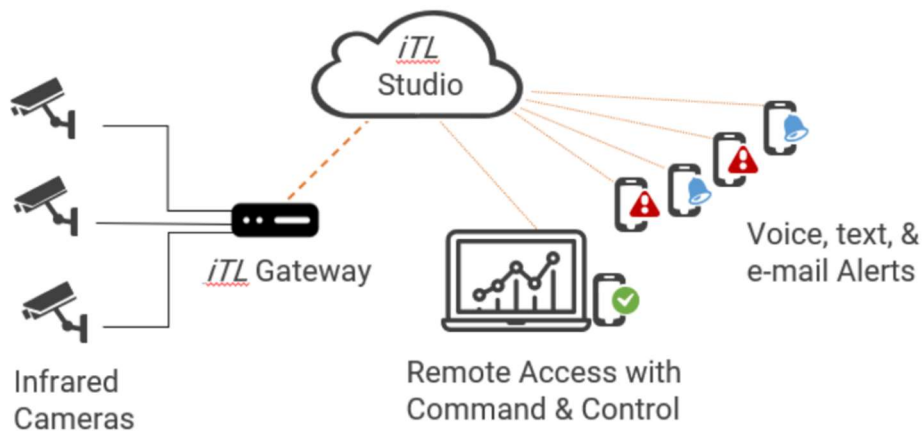 iTL
Studio
iTL Gateway
Voice, text, &
e-mail Alerts
Infrared
Cameras
Remote Access with
Command & Control